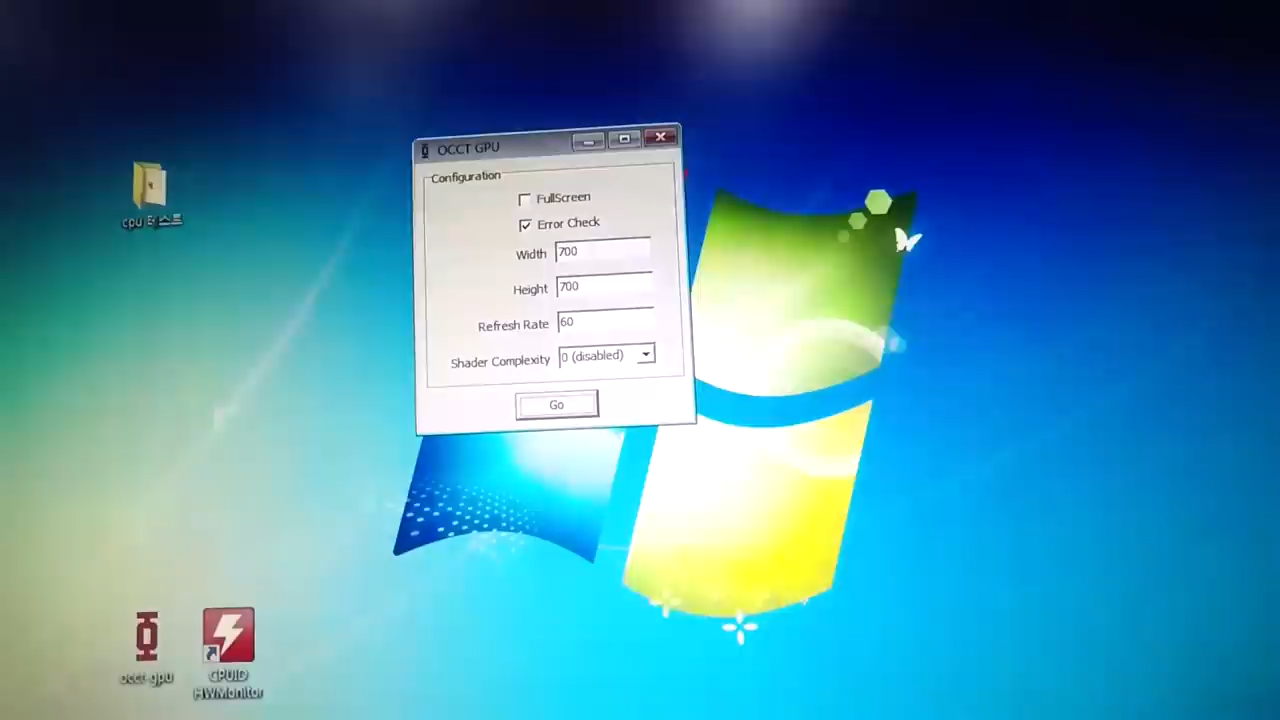 OCCT GPU
Configuration
FullScreen
Error Check
Width 700
Height 700
Refresh Rate 60
Shader Complexity 0 (disabled)
Go
cpu 테스트
occt-gpu
CPUID
HWMonitor